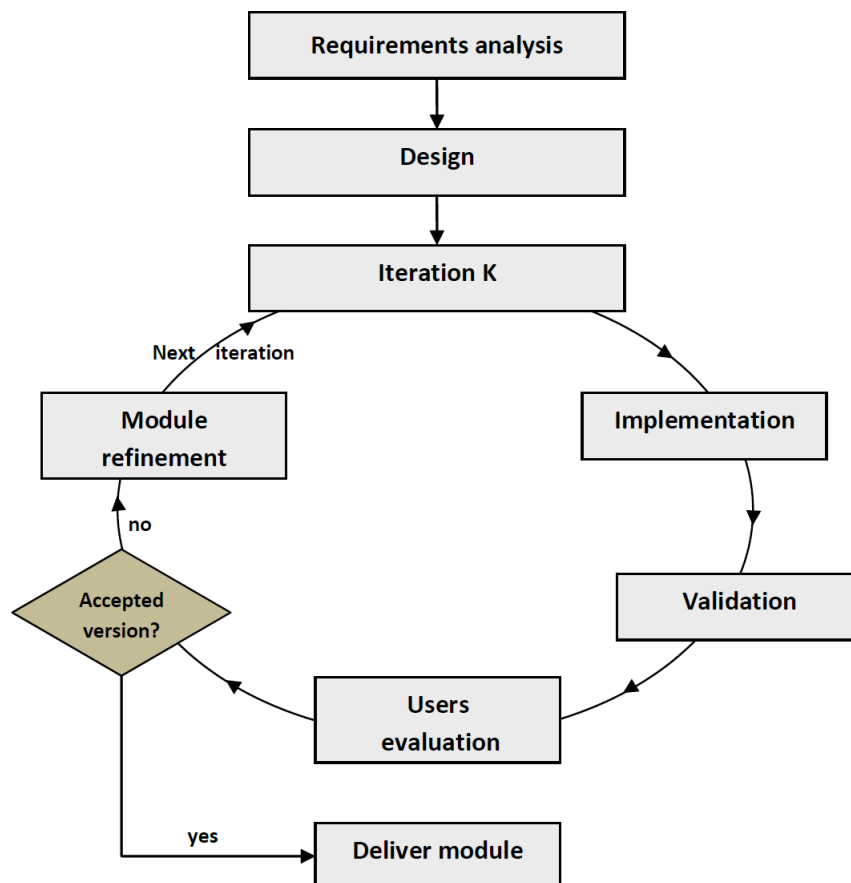 Requirements analysis
Design
Iteration K
Next iteration
Module
refinement
Implementation
no
Accepted
version?
Validation
Users
evaluation
yes
Deliver module